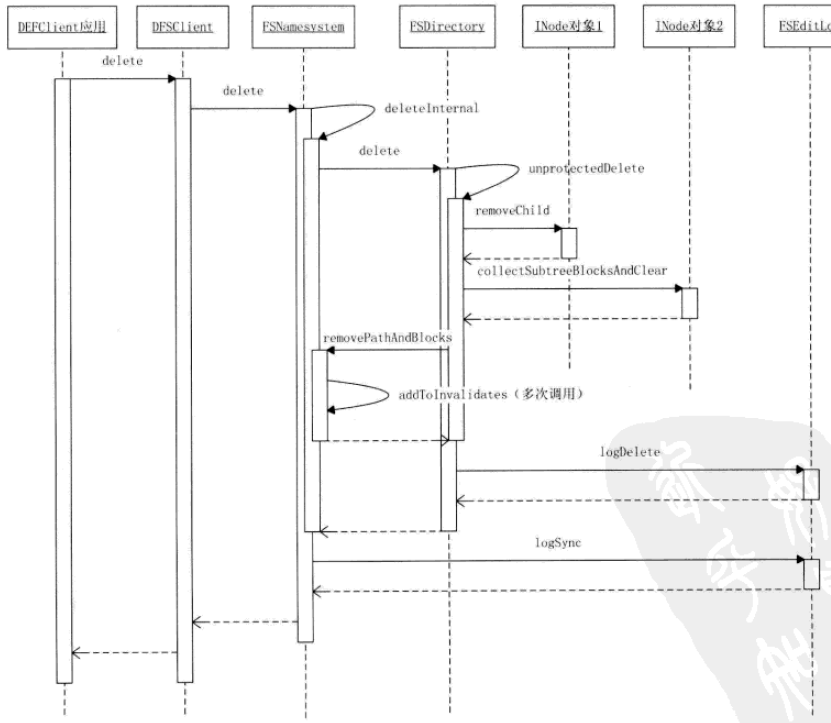 DEFClient应用
DFSClient
FSNamesystem
FSDirectory
INode对象1
INode对象2
FSEditLo
delete
delete
deleteInternal
delete
unprotectedDelete
removeChild
collectSubtreeBlocksAndClear
removePathAndBlocks
addToInvalidates（多次调用）
logDelete
logSync